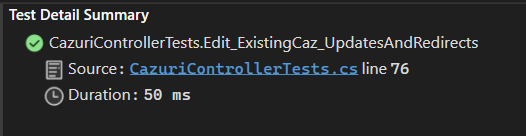 Test Detail Summary
CazuriControllerTests.Edit_ExistingCaz_UpdatesAndRedirects
Source: CazuriControllerTests.cs line 76
Duration: 50 ms